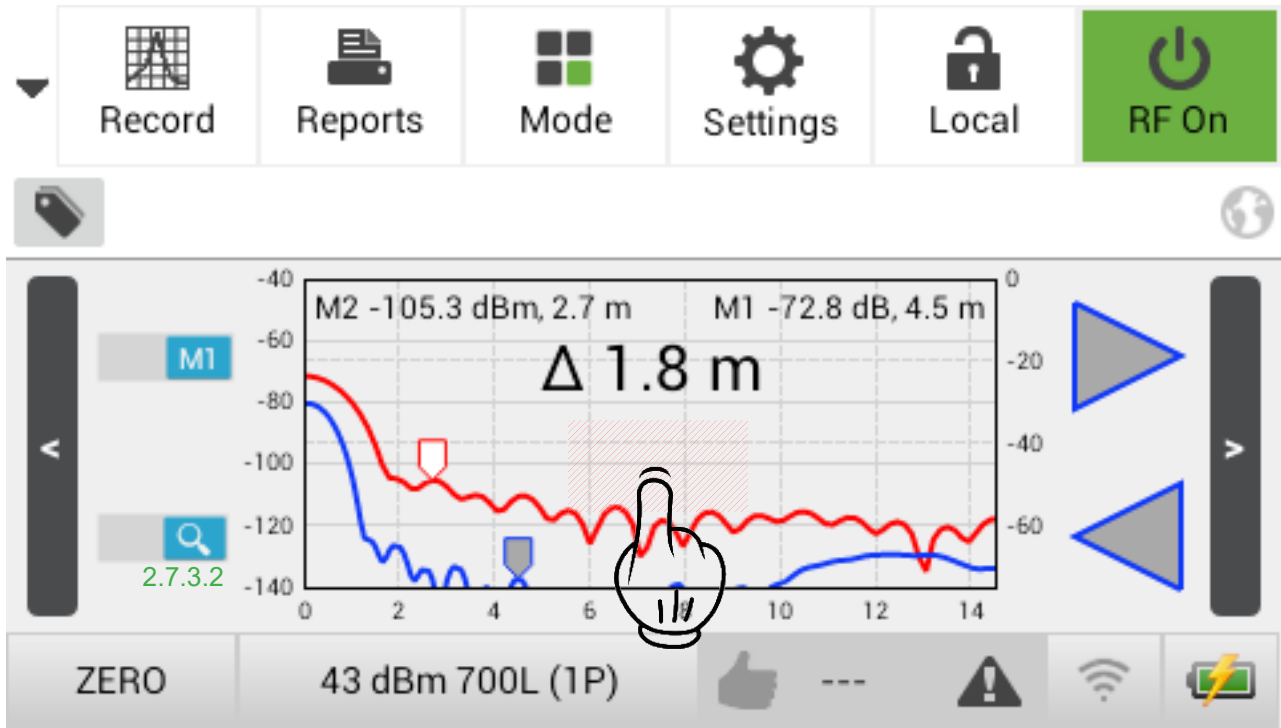 Record Reports Mode Settings Local RF On
-40 0
M2 -105.3 dBm, 2.7 m M1 -72.8 dB, 4.5 m
-60
M1 Δ 1.8 m -20
-80
-40
< -100 >
-120 -60
2.7.3.2
-140
0 2 4 6 8 10 12 14
ZERO 43 dBm 700L (1P) ---